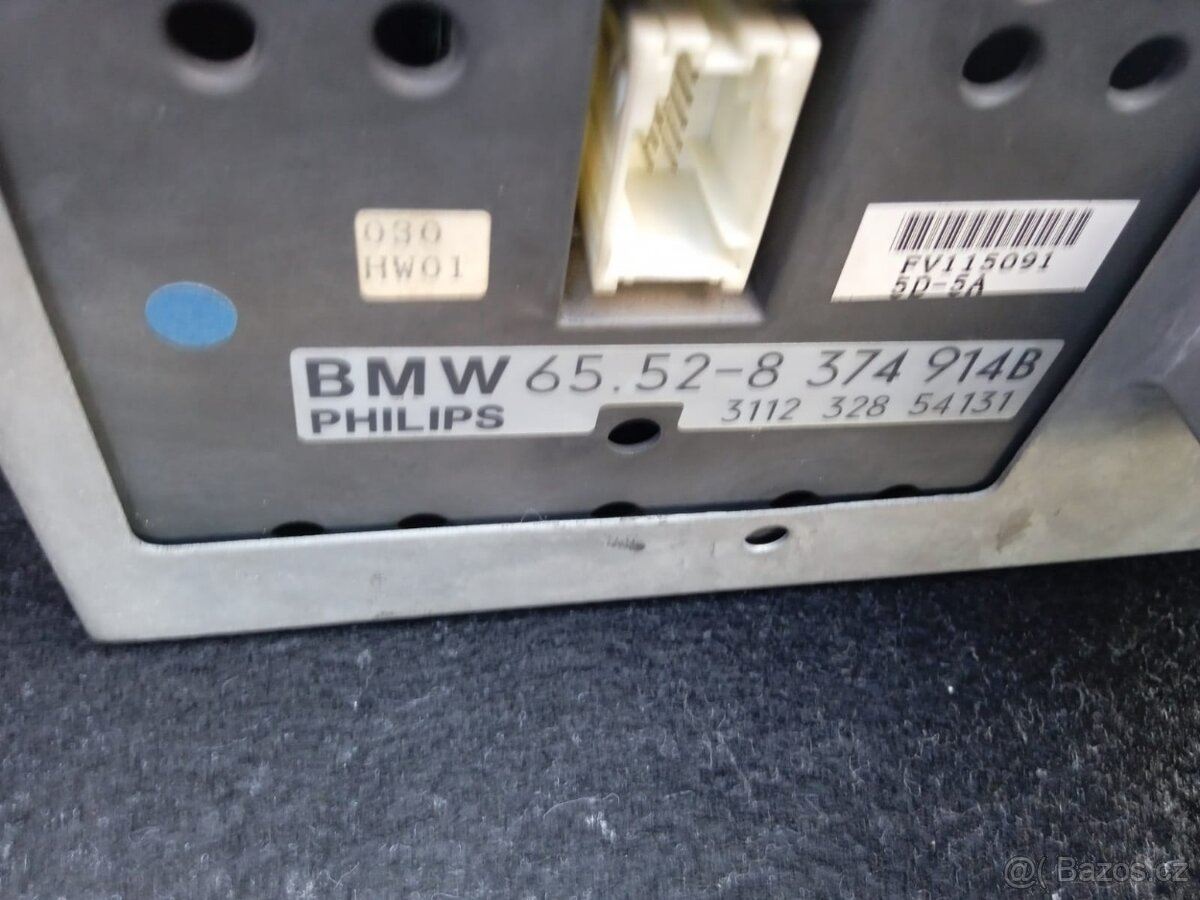 030
HW01
FV115091
5D-5A
BMW 65.52-8 374 914B
PHILIPS 3112 328 54131
@( Bazos.cz